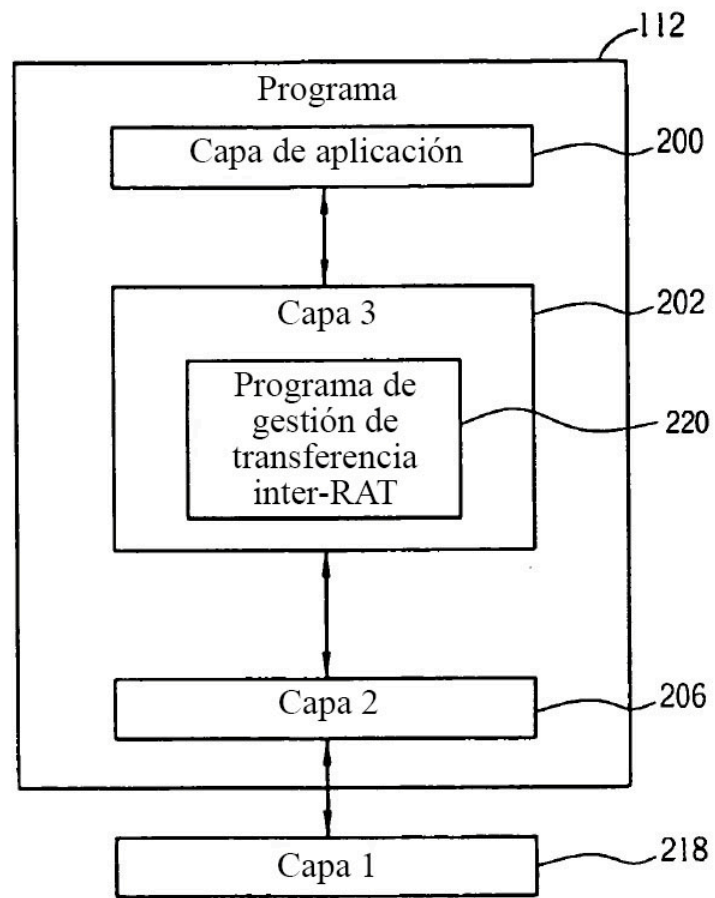 112
Programa
Capa de aplicación
200
Capa 3
202
Programa de
gestión de
transferencia
inter-RAT
220
Capa 2
206
Capa 1
218